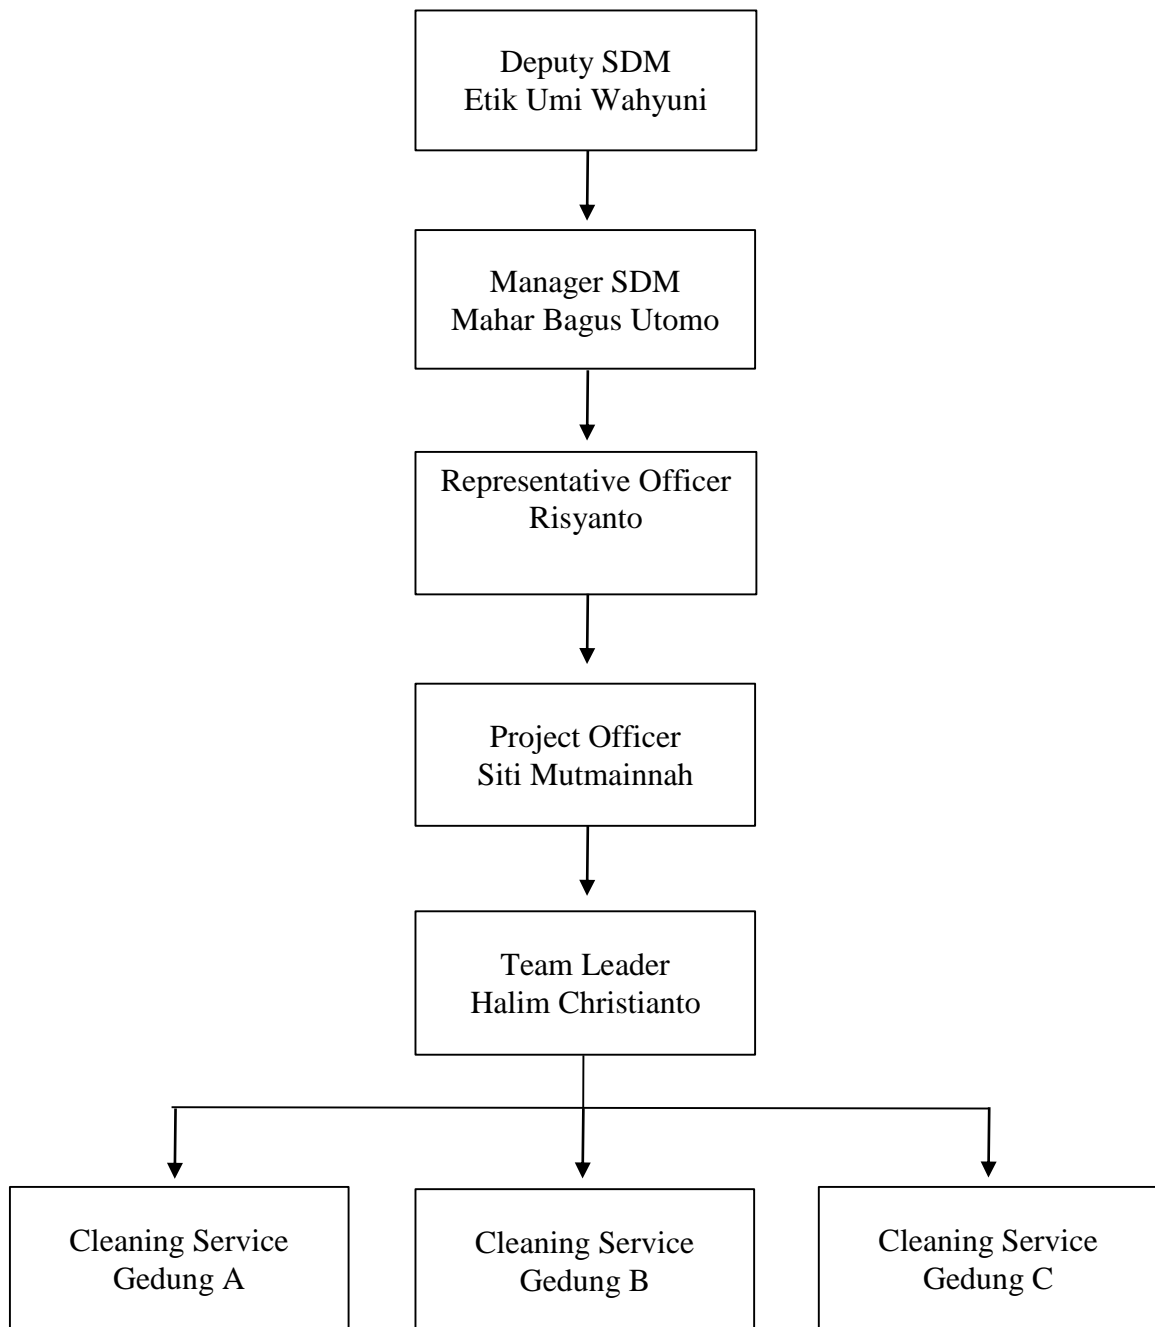 Deputy SDM
Etik Umi Wahyuni
Manager SDM
Mahar Bagus Utomo
Representative Officer
Risyanto
Project Officer
Siti Mutmainnah
Team Leader
Halim Christianto
Cleaning Service
Gedung A
Cleaning Service
Gedung B
Cleaning Service
Gedung C